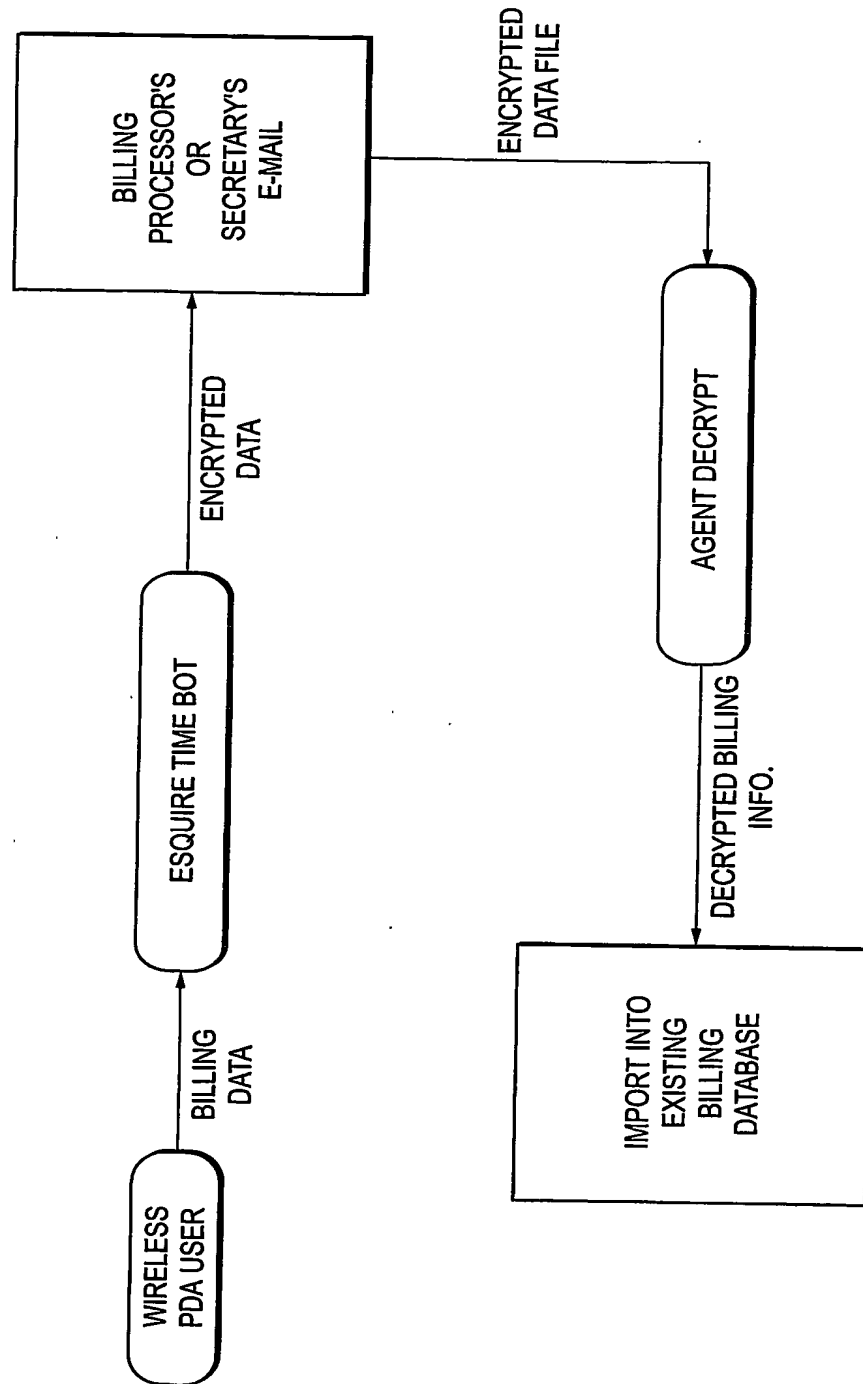 WIRELESS
PDA USER
BILLING
DATA
ESQUIRE TIME BOT
ENCRYPTED
DATA
BILLING
PROCESSOR'S
OR
SECRETARY'S
E-MAIL
ENCRYPTED
DATA FILE
AGENT DECRYPT
DECRYPTED BILLING
INFO.
IMPORT INTO
EXISTING
BILLING
DATABASE